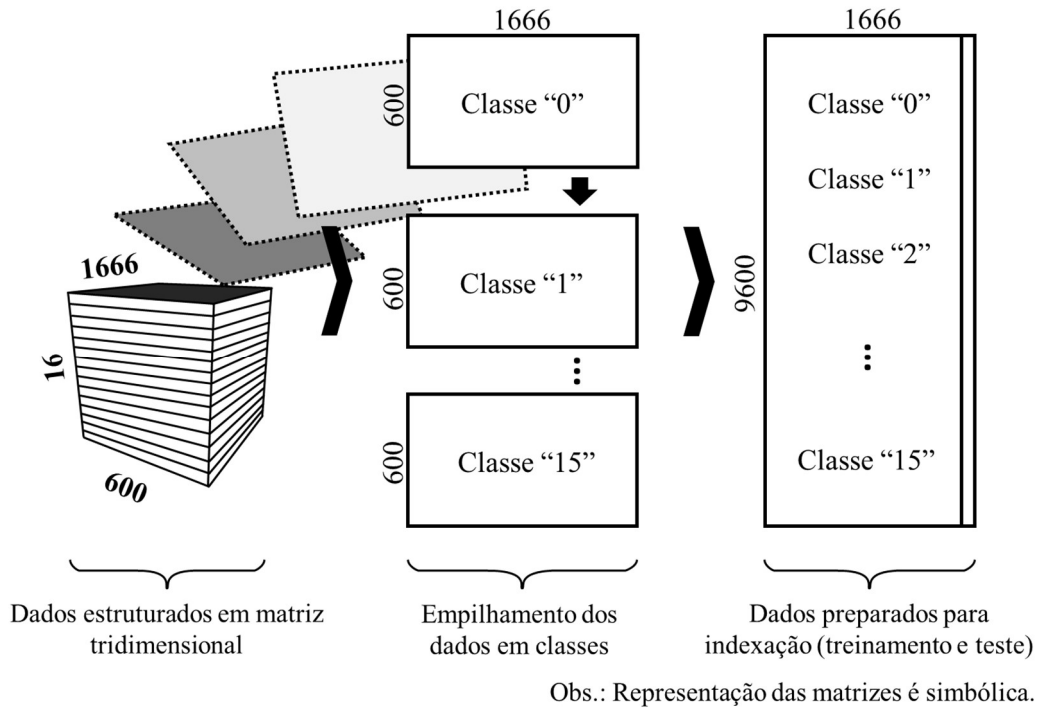 1666
16
600
Dados estruturados em matriz
tridimensional
1666
600
Classe “0”
600
Classe “1”
600
Classe “15”
Empilhamento dos
dados em classes
1666
9600
Classe “0”
Classe “1”
Classe “2”
Classe “15”
Dados preparados para
indexação (treinamento e teste)
Obs.: Representação das matrizes é simbólica.